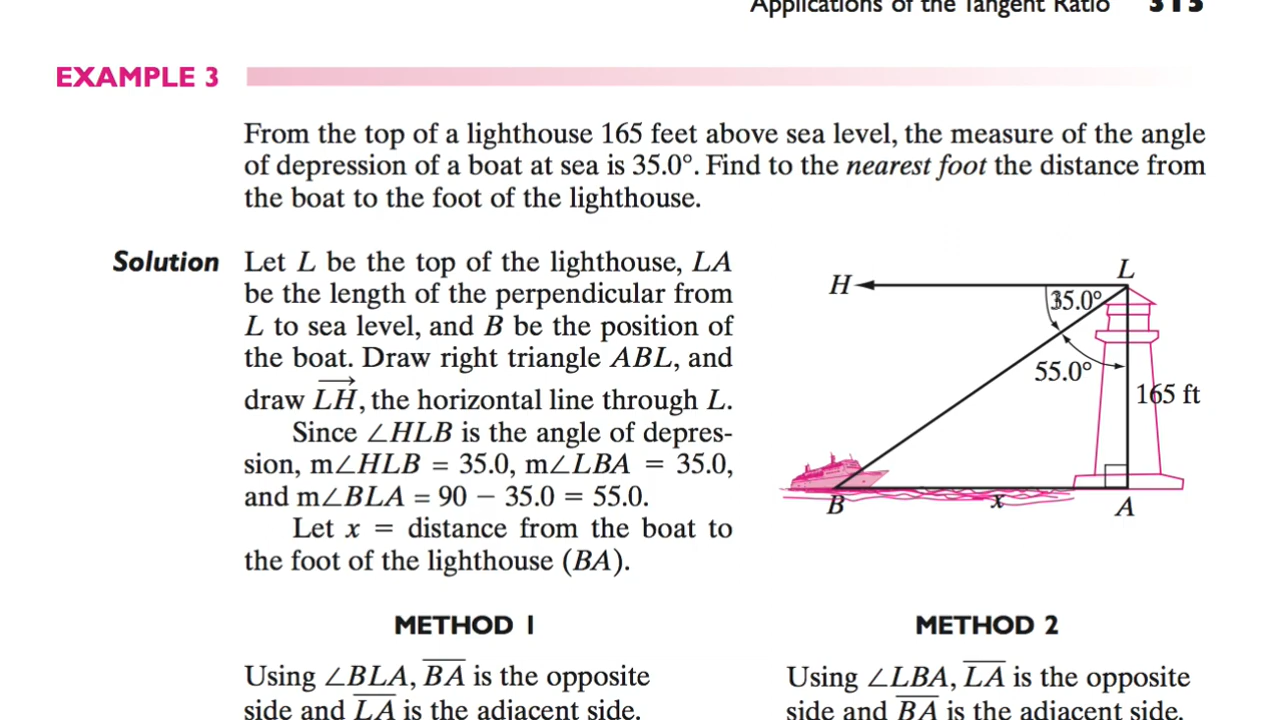 Applications of the Tangent Ratio 313
EXAMPLE 3
From the top of a lighthouse 165 feet above sea level, the measure of the angle
of depression of a boat at sea is 35.0°. Find to the nearest foot the distance from
the boat to the foot of the lighthouse.
Solution Let L be the top of the lighthouse, LA
be the length of the perpendicular from
L to sea level, and B be the position of
the boat. Draw right triangle ABL, and
draw L͞H⃗, the horizontal line through L.
Since ∠HLB is the angle of depres-
sion, m∠HLB = 35.0, m∠LBA = 35.0,
and m∠BLA = 90 − 35.0 = 55.0.
Let x = distance from the boat to
the foot of the lighthouse (BA).
L
H
35.0°
55.0°
165 ft
B
x
A
METHOD 1
Using ∠BLA, B̅A̅ is the opposite
side and L̅A̅ is the adjacent side.
METHOD 2
Using ∠LBA, L̅A̅ is the opposite
side and B̅A̅ is the adjacent side.